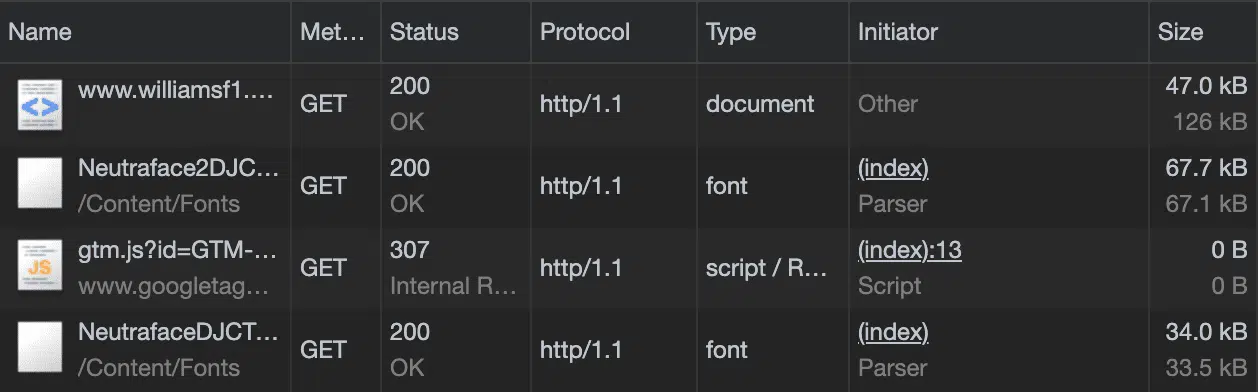 Name Met… Status Protocol Type Initiator Size
www.williamsf1.… GET 200 OK http/1.1 document Other 47.0 kB 126 kB
Neutraface2DJC… /Content/Fonts GET 200 OK http/1.1 font (index) Parser 67.7 kB 67.1 kB
gtm.js?id=GTM-… www.googletag… GET 307 Internal R… http/1.1 script / R… (index):13 Script 0 B 0 B
NeutrafaceDJCT… /Content/Fonts GET 200 OK http/1.1 font (index) Parser 34.0 kB 33.5 kB